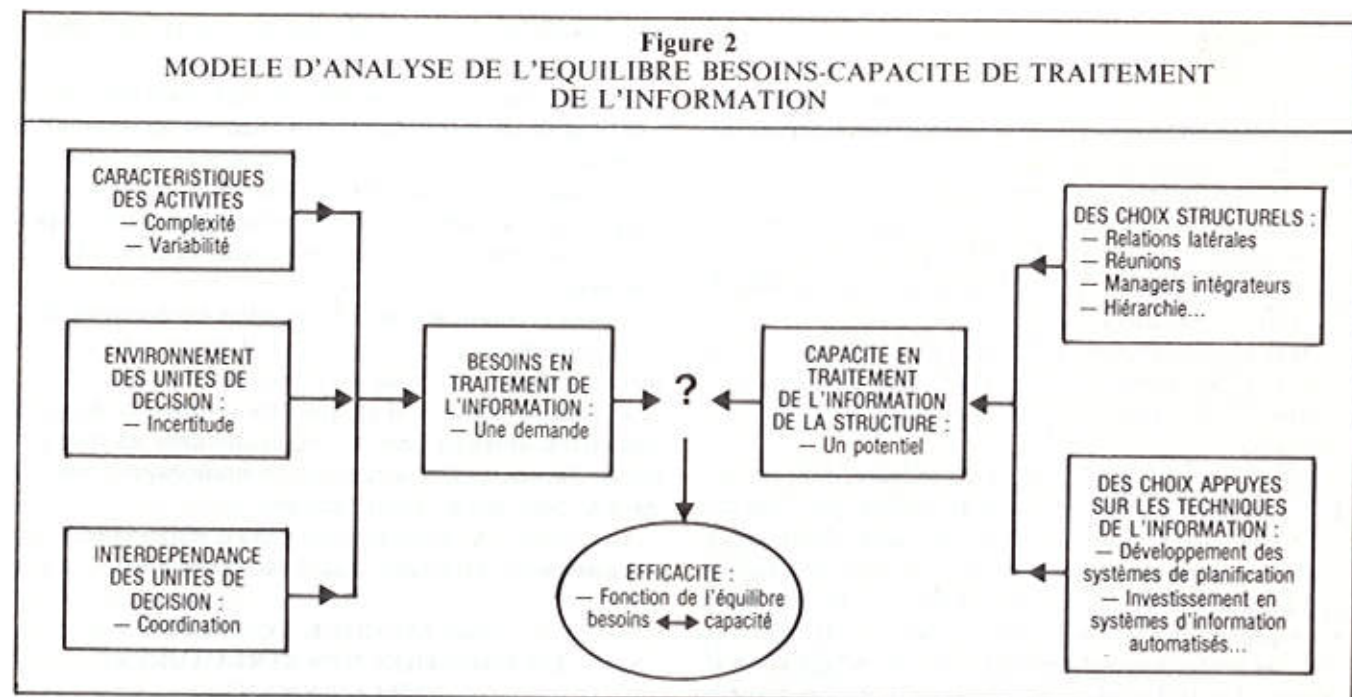 Figure 2
MODELE D'ANALYSE DE L'EQUILIBRE BESOINS-CAPACITE DE TRAITEMENT
DE L'INFORMATION
CARACTERISTIQUES
DES ACTIVITES
— Complexité
— Variabilité
ENVIRONNEMENT
DES UNITES DE
DECISION :
— Incertitude
INTERDEPENDANCE
DES UNITES DE
DECISION :
— Coordination
BESOINS EN
TRAITEMENT DE
L'INFORMATION :
— Une demande
?
CAPACITE EN
TRAITEMENT
DE L'INFORMATION
DE LA STRUCTURE :
— Un potentiel
EFFICACITE :
— Fonction de l'équilibre
besoins ◄─► capacité
DES CHOIX STRUCTURELS :
— Relations latérales
— Réunions
— Managers intégrateurs
— Hiérarchie...
DES CHOIX APPUYES
SUR LES TECHNIQUES
DE L'INFORMATION :
— Développement des
systèmes de planification
— Investissement en
systèmes d'information
automatisés...